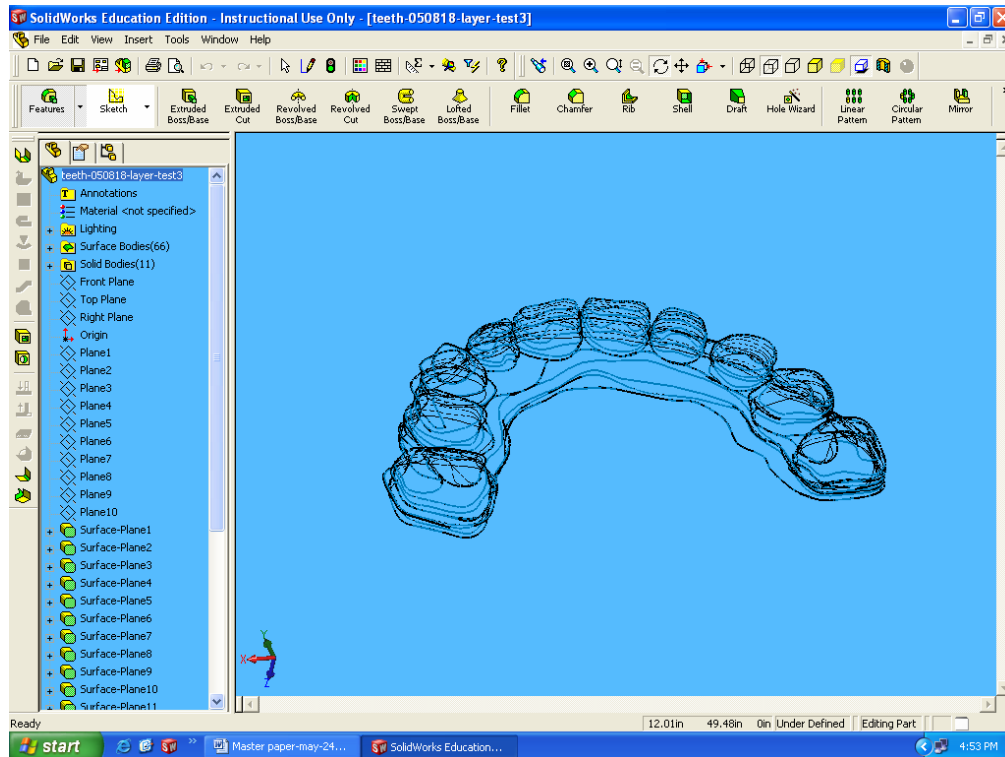 SolidWorks Education Edition - Instructional Use Only - [teeth-050818-layer-test3]
File Edit View Insert Tools Window Help
Features Sketch Extruded Boss/Base Extruded Cut Revolved Boss/Base Revolved Cut Swept Boss/Base Lofted Boss/Base Fillet Chamfer Rib Shell Draft Hole Wizard Linear Pattern Circular Pattern Mirror
teeth-050818-layer-test3
Annotations
Material <not specified>
Lighting
Surface Bodies(66)
Solid Bodies(11)
Front Plane
Top Plane
Right Plane
Origin
Plane1
Plane2
Plane3
Plane4
Plane5
Plane6
Plane7
Plane8
Plane9
Plane10
Surface-Plane1
Surface-Plane2
Surface-Plane3
Surface-Plane4
Surface-Plane5
Surface-Plane6
Surface-Plane7
Surface-Plane8
Surface-Plane9
Surface-Plane10
Surface-Plane11
Y
X
Z
Ready 12.01in 49.48in 0in Under Defined Editing Part
start Master paper-may-24... SolidWorks Education... 4:53 PM